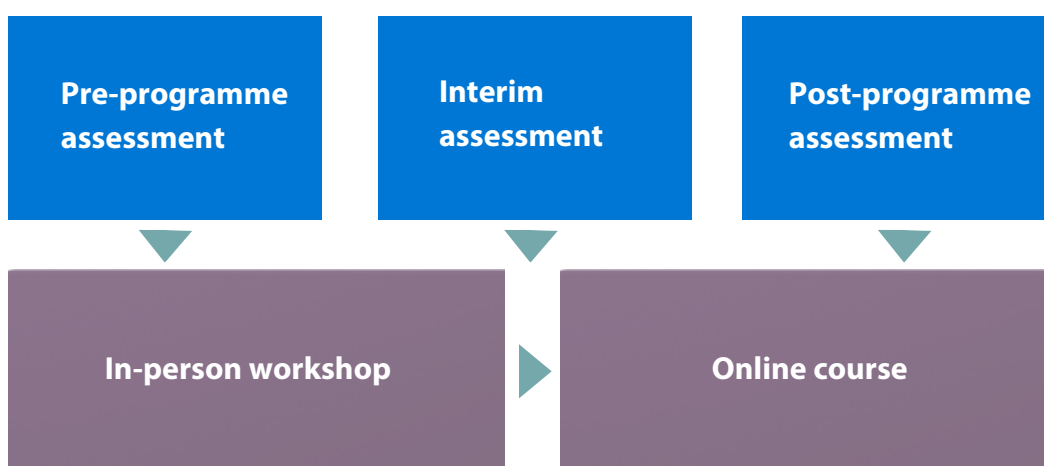 Pre-programme
assessment
Interim
assessment
Post-programme
assessment
In-person workshop
Online course